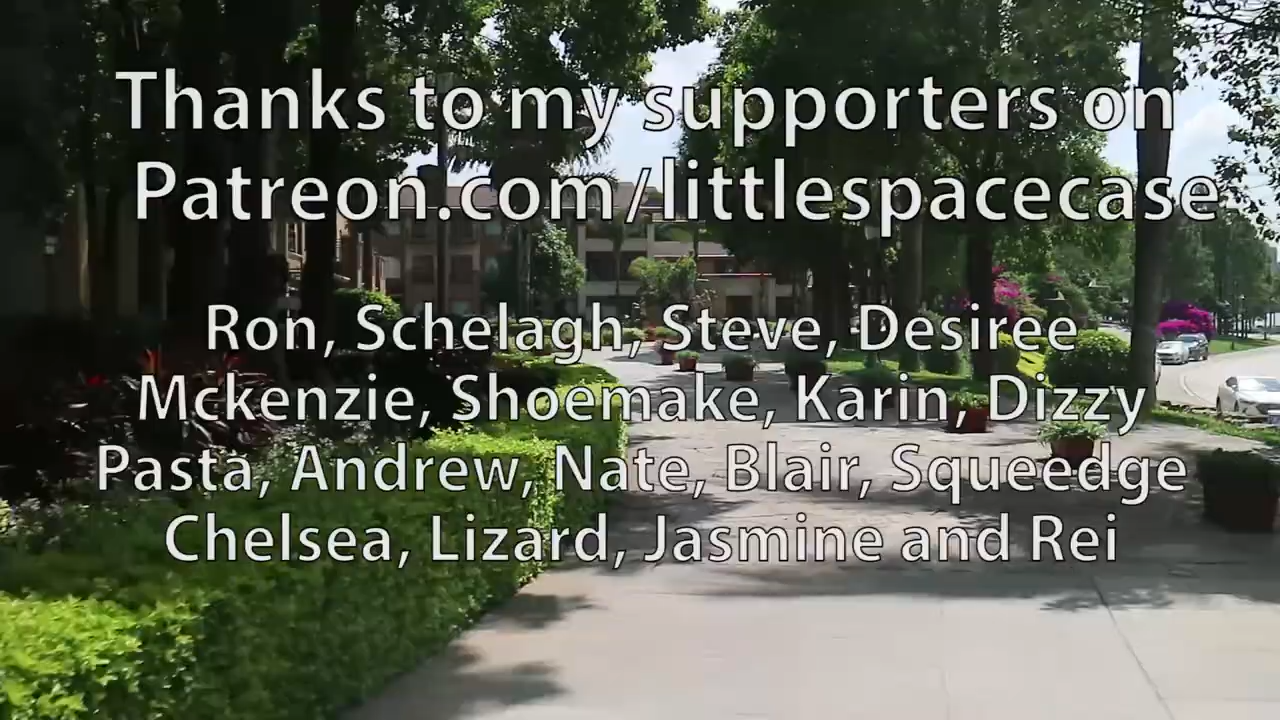 Thanks to my supporters on
Patreon.com/littlespacecase
Ron, Schelagh, Steve, Desiree
Mckenzie, Shoemake, Karin, Dizzy
Pasta, Andrew, Nate, Blair, Squeedge
Chelsea, Lizard, Jasmine and Rei